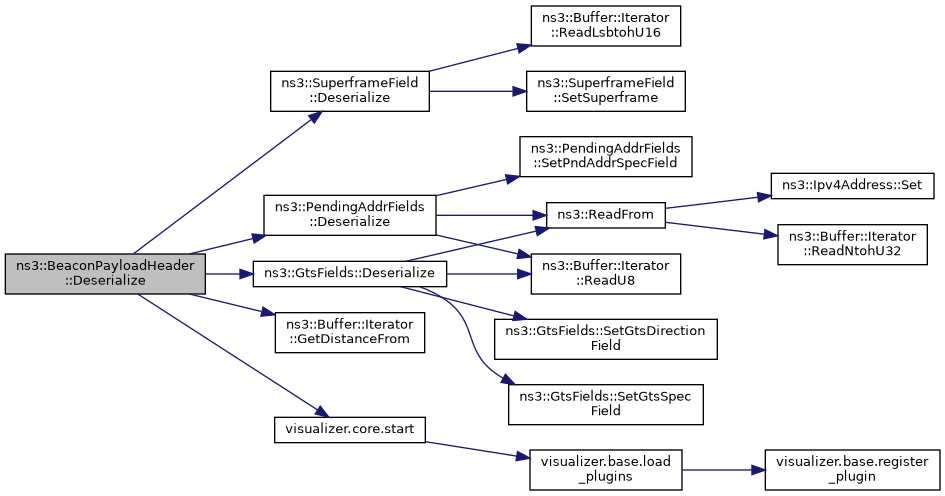 ns3::BeaconPayloadHeader
::Deserialize
ns3::SuperframeField
::Deserialize
ns3::Buffer::Iterator
::ReadLsbtohU16
ns3::SuperframeField
::SetSuperframe
ns3::PendingAddrFields
::Deserialize
ns3::PendingAddrFields
::SetPndAddrSpecField
ns3::ReadFrom
ns3::Ipv4Address::Set
ns3::Buffer::Iterator
::ReadNtohU32
ns3::Buffer::Iterator
::ReadU8
ns3::GtsFields::Deserialize
ns3::GtsFields::SetGtsDirection
Field
ns3::GtsFields::SetGtsSpec
Field
ns3::Buffer::Iterator
::GetDistanceFrom
visualizer.core.start
visualizer.base.load
_plugins
visualizer.base.register
_plugin